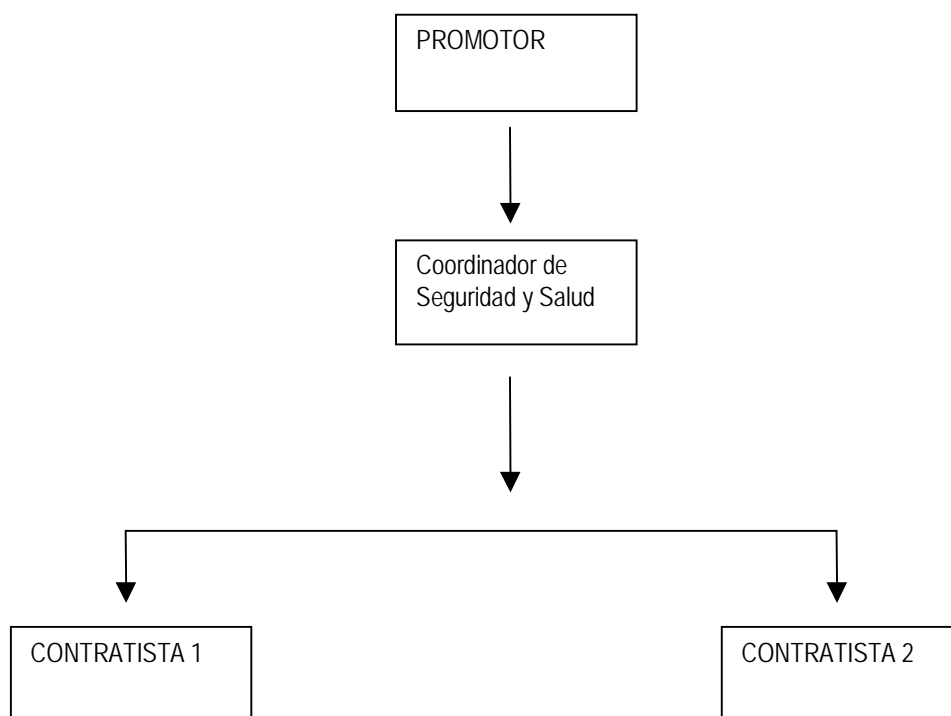 PROMOTOR
Coordinador de
Seguridad y Salud
CONTRATISTA 1
CONTRATISTA 2